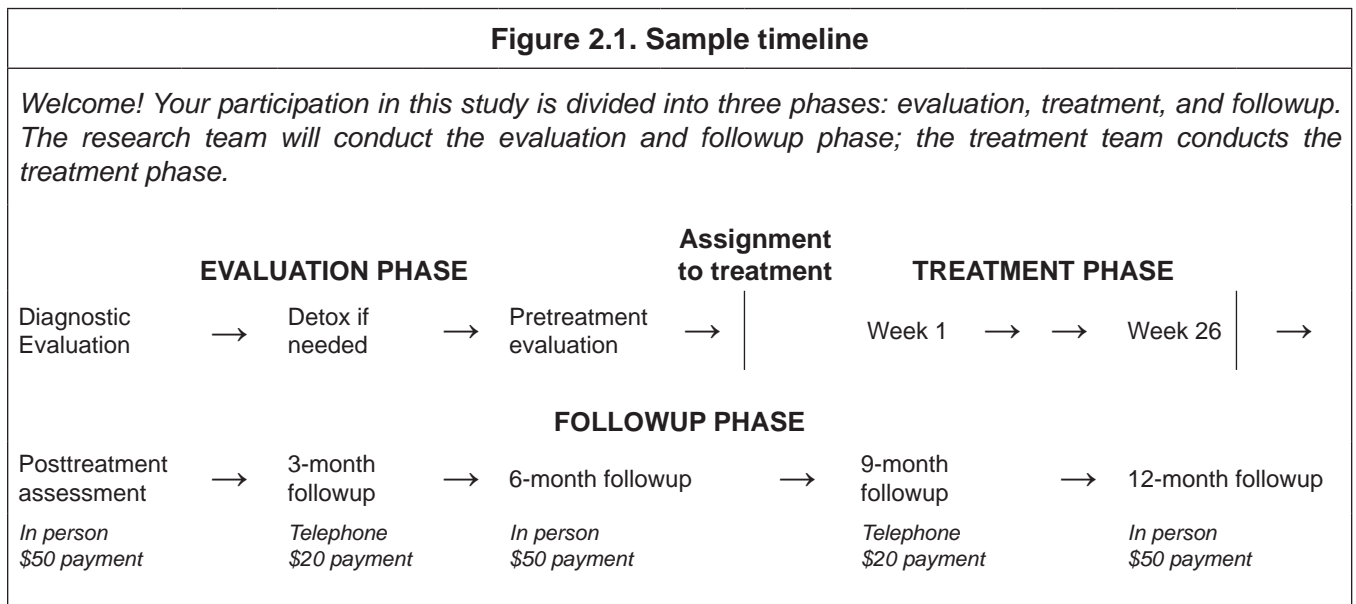 Figure 2.1. Sample timeline
Welcome! Your participation in this study is divided into three phases: evaluation, treatment, and followup.
The research team will conduct the evaluation and followup phase; the treatment team conducts the
treatment phase.
EVALUATION PHASE
Assignment
to treatment
TREATMENT PHASE
Diagnostic
Evaluation
→
Detox if
needed
→
Pretreatment
evaluation
→
Week 1
→ →
Week 26
→
FOLLOWUP PHASE
Posttreatment
assessment
→
3-month
followup
→
6-month followup
→
9-month
followup
→
12-month followup
In person
$50 payment
Telephone
$20 payment
In person
$50 payment
Telephone
$20 payment
In person
$50 payment